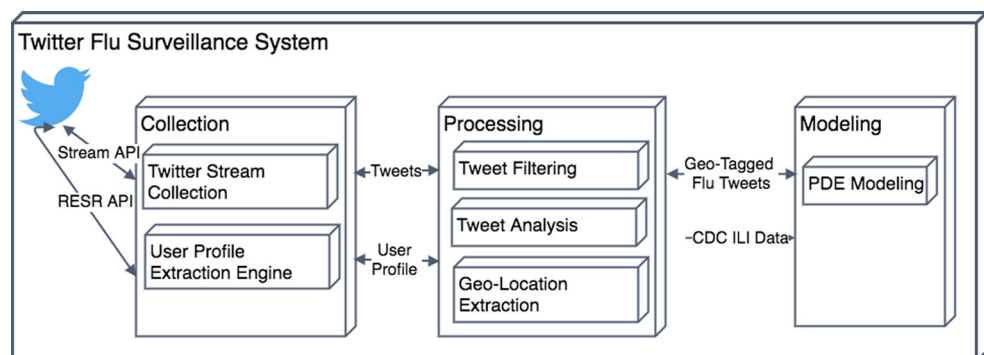 Twitter Flu Surveillance System
Collection
Stream API
Twitter Stream
Collection
RESR API
User Profile
Extraction Engine
Tweets
User
Profile
Processing
Tweet Filtering
Tweet Analysis
Geo-Location
Extraction
Geo-Tagged
Flu Tweets
CDC ILI Data
Modeling
PDE Modeling